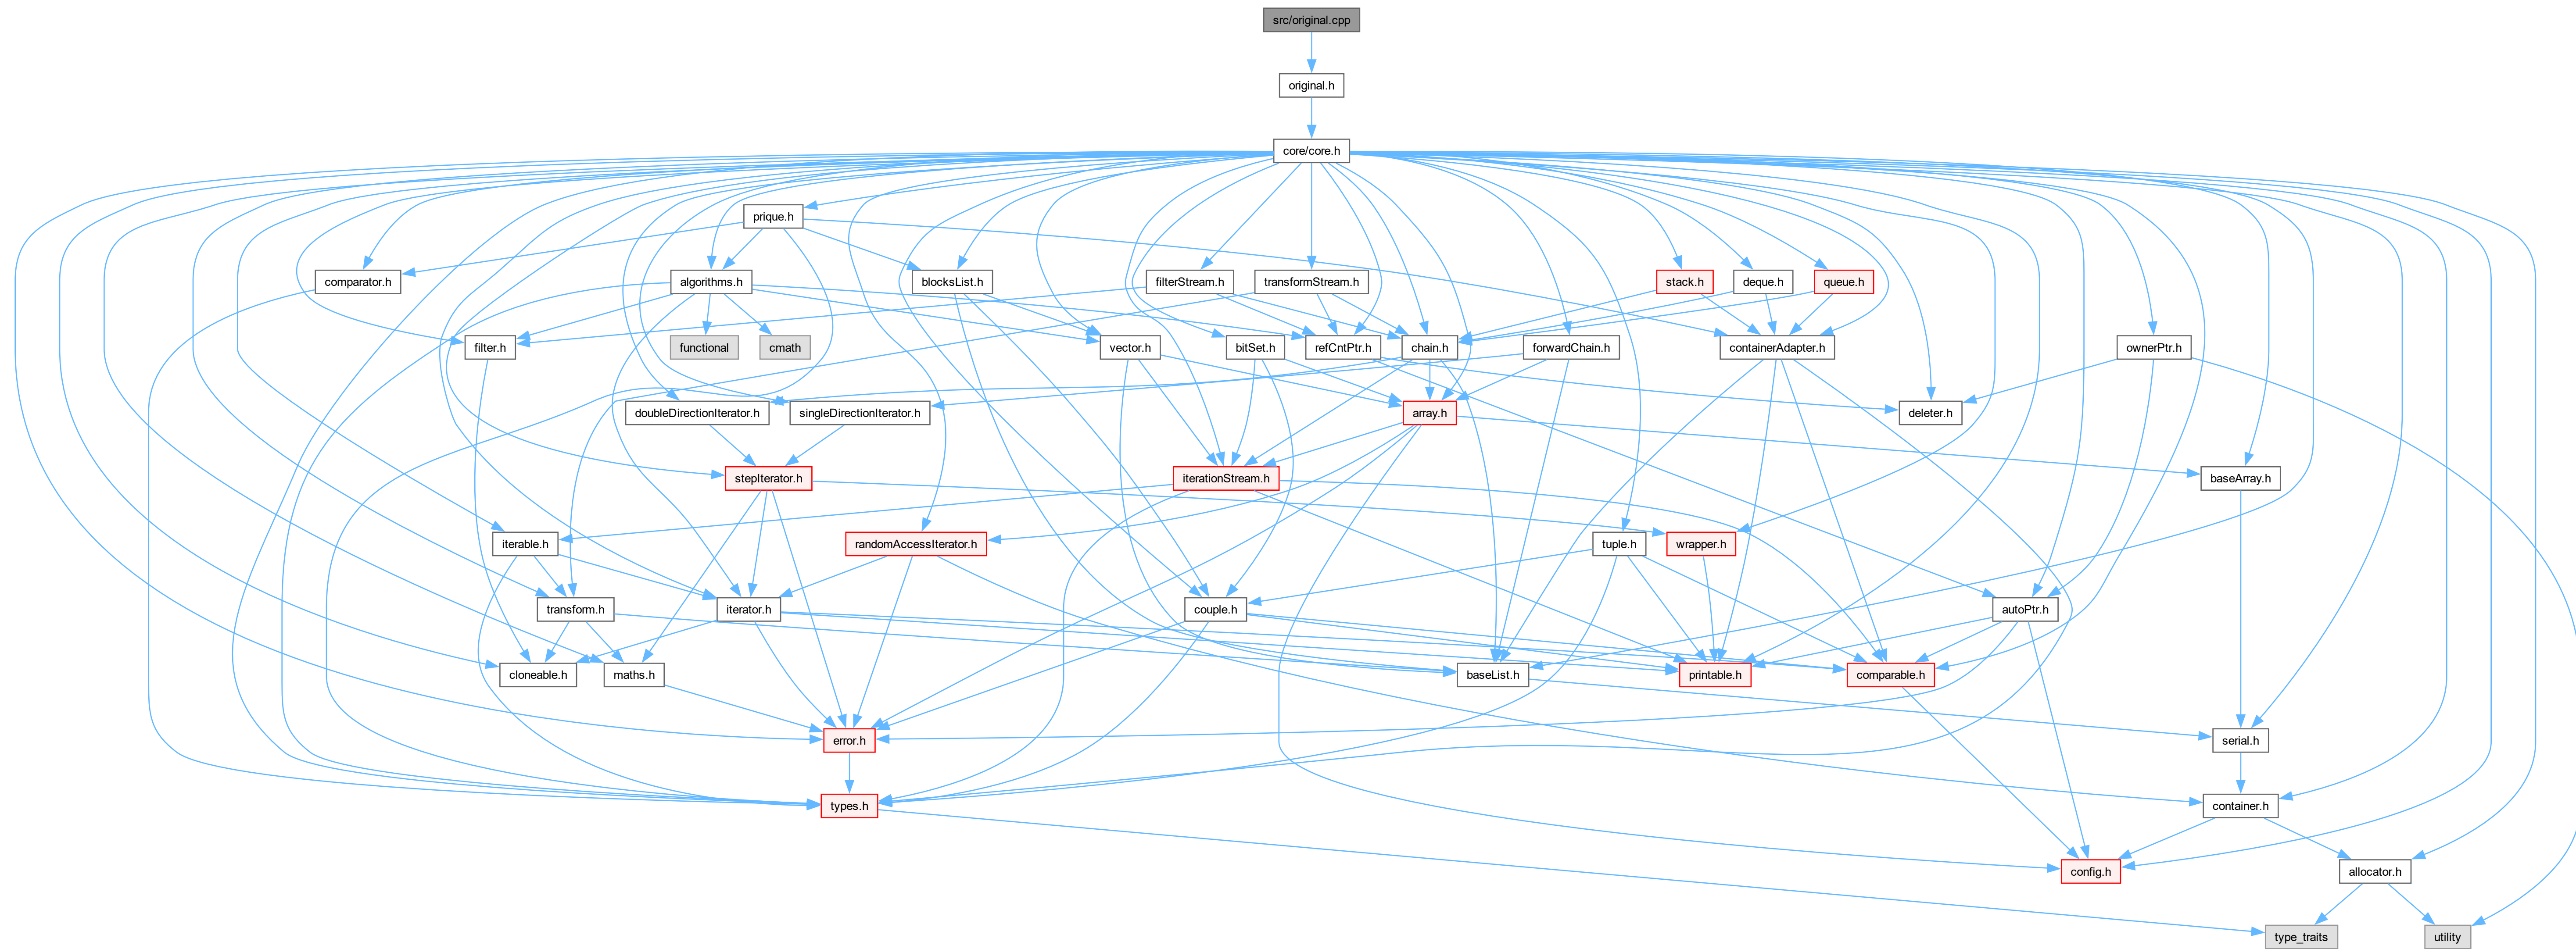 src/original.cpp
original.h
core/core.h
prique.h
comparator.h
algorithms.h
blocksList.h
filterStream.h
transformStream.h
stack.h
deque.h
queue.h
filter.h
functional
cmath
vector.h
bitSet.h
refCntPtr.h
chain.h
forwardChain.h
containerAdapter.h
ownerPtr.h
doubleDirectionIterator.h
singleDirectionIterator.h
array.h
deleter.h
stepIterator.h
iterationStream.h
baseArray.h
iterable.h
randomAccessIterator.h
tuple.h
wrapper.h
transform.h
iterator.h
couple.h
autoPtr.h
cloneable.h
maths.h
baseList.h
printable.h
comparable.h
error.h
serial.h
types.h
container.h
config.h
allocator.h
type_traits
utility